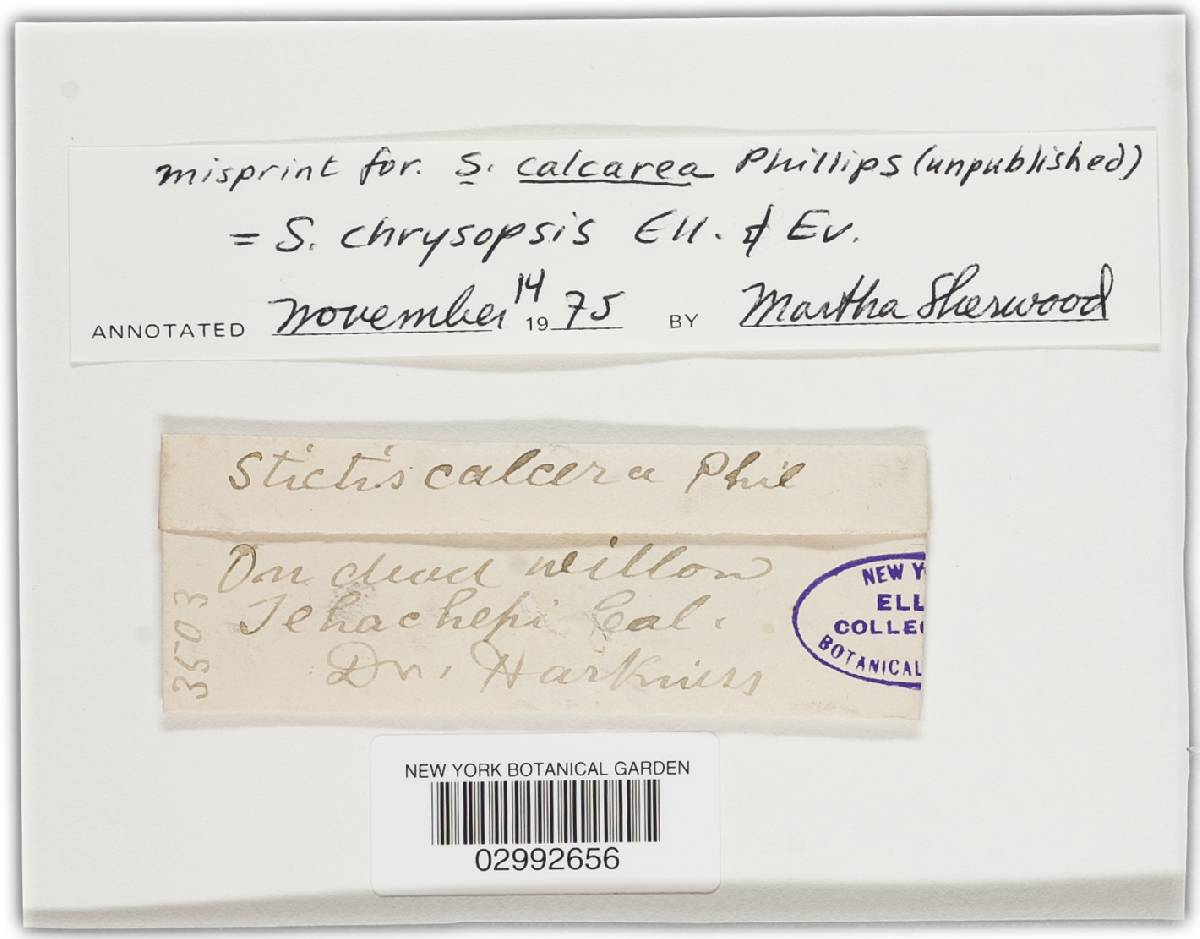 misprint for. S. calcarea Phillips (unpublished)
= S. chrysopsis Ell. & Ev.
ANNOTATED November 14 1975 BY Martha Sherwood
Stictis calcera Phil
On dead willow
Tehachepi Cal.
Dr. Harkness
3503
NEW Y
ELL
COLLE
BOTANICAL
NEW YORK BOTANICAL GARDEN
02992656